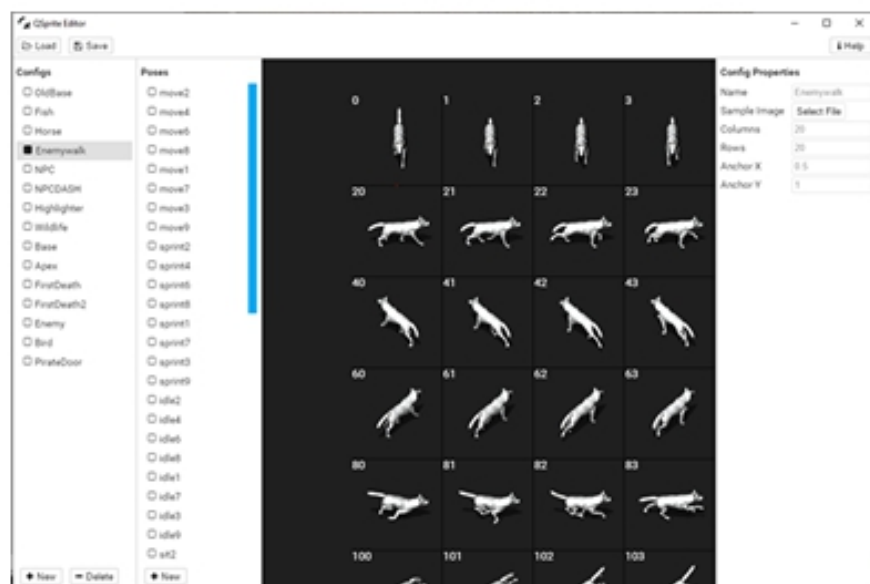 QSprite Editor
Load Save Help
Configs
OldBase
Fish
Horse
Enemywalk
NPC
NPCDASH
Highlighter
Wildlife
Base
Apex
FirstDeath
FirstDeath2
Enemy
Bird
PirateDoor
New Delete
Poses
move2
move4
move6
move8
move1
move7
move3
move9
sprint2
sprint4
sprint6
sprint8
sprint1
sprint7
sprint3
sprint9
idle2
idle4
idle6
idle8
idle1
idle7
idle3
idle9
sit2
New
0 1 2 3
20 21 22 23
40 41 42 43
60 61 62 63
80 81 82 83
100 101 102 103
Config Properties
Name Enemywalk
Sample Image Select File
Columns 20
Rows 20
Anchor X 0.5
Anchor Y 1